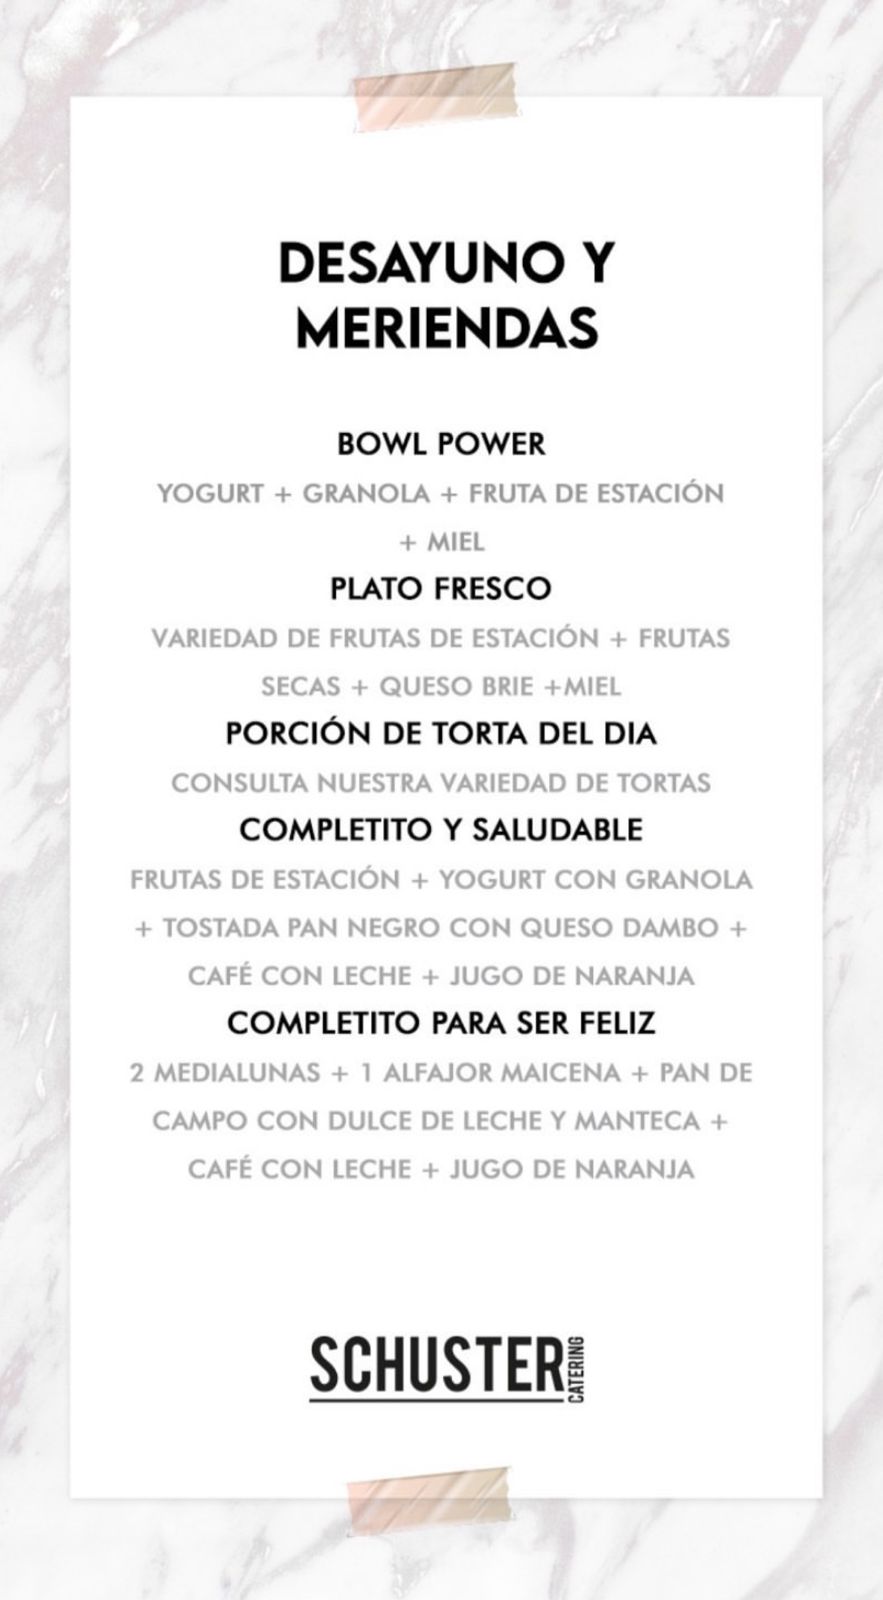 DESAYUNO Y
MERIENDAS
BOWL POWER
YOGURT + GRANOLA + FRUTA DE ESTACIÓN
+ MIEL
PLATO FRESCO
VARIEDAD DE FRUTAS DE ESTACIÓN + FRUTAS
SECAS + QUESO BRIE +MIEL
PORCIÓN DE TORTA DEL DIA
CONSULTA NUESTRA VARIEDAD DE TORTAS
COMPLETITO Y SALUDABLE
FRUTAS DE ESTACIÓN + YOGURT CON GRANOLA
+ TOSTADA PAN NEGRO CON QUESO DAMBO +
CAFÉ CON LECHE + JUGO DE NARANJA
COMPLETITO PARA SER FELIZ
2 MEDIALUNAS + 1 ALFAJOR MAICENA + PAN DE
CAMPO CON DULCE DE LECHE Y MANTECA +
CAFÉ CON LECHE + JUGO DE NARANJA
SCHUSTER
CATERING